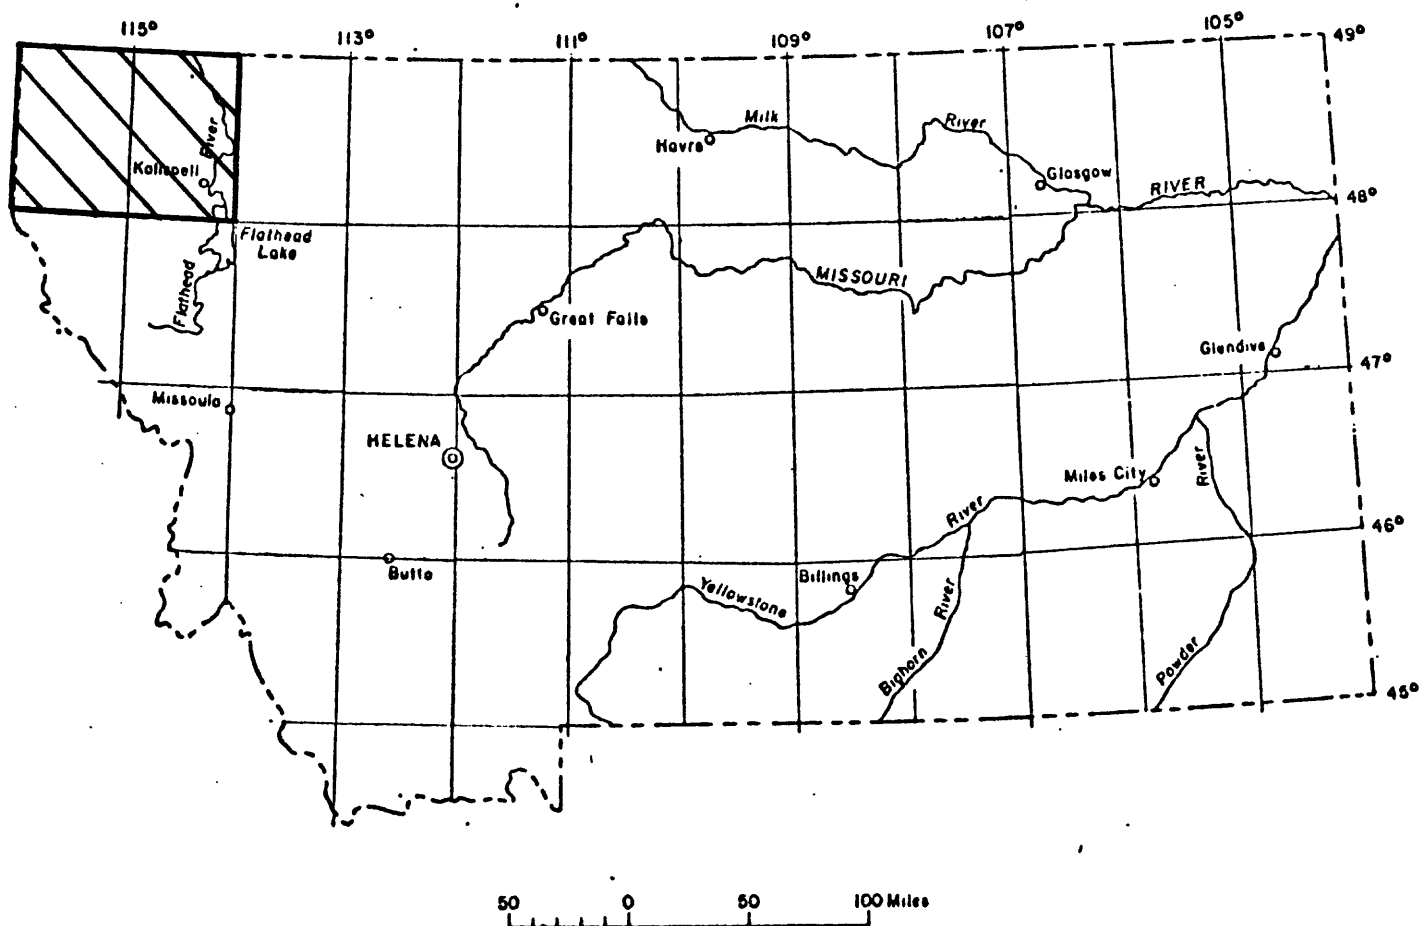 115°
113°
111°
109°
107°
105°
49°
Milk
River
River
Havre
Kalispell
Glasgow
RIVER
48°
Flathead
Lake
MISSOURI
Flathead
Great Falls
Glendive
47°
Missoula
HELENA
Miles City
River
River
46°
Butte
Billings
Yellowstone
River
Bighorn
Powder
45°
50 0 50 100 Miles